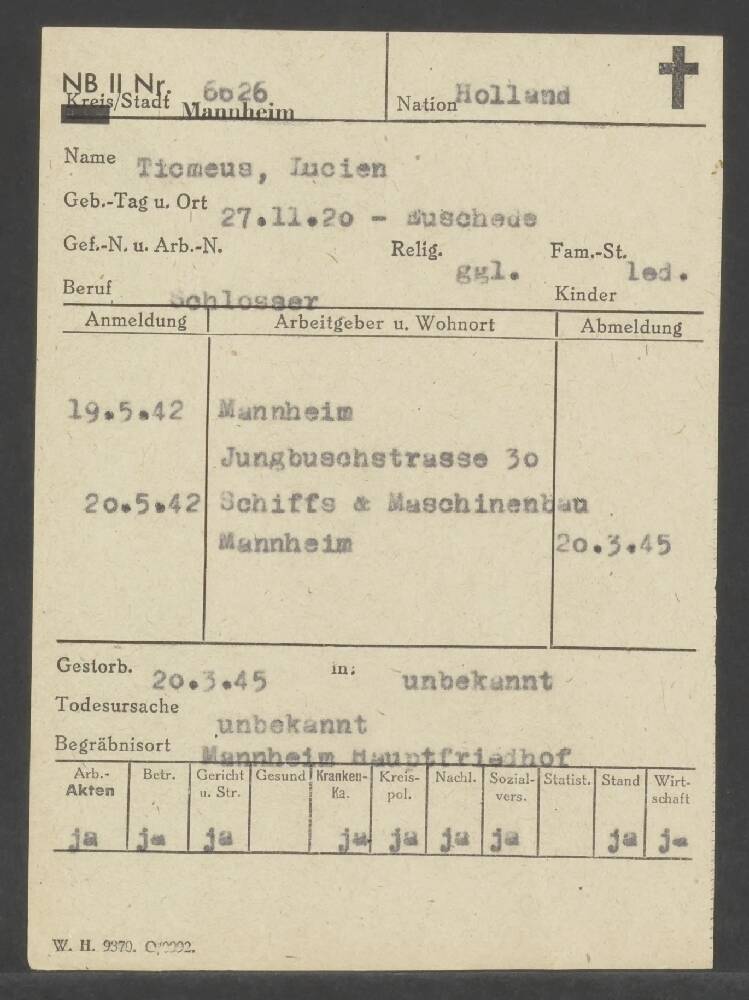 NB II Nr. 6026
Kreis/Stadt Mannheim
Nation Holland
Name Ticmeus, Lucien
Geb.-Tag u. Ort 27.11.20 - Euschede
Gef.-N. u. Arb.-N. Relig. ggl. Fam.-St. led.
Beruf Schlosser Kinder
Anmeldung Arbeitgeber u. Wohnort Abmeldung
19.5.42 Mannheim
Jungbuschstrasse 30
20.5.42 Schiffs & Maschinenbau
Mannheim 20.3.45
Gestorb. 20.3.45 in: unbekannt
Todesursache unbekannt
Begräbnisort Mannheim Hauptfriedhof
Arb.-Akten Betr. Gericht u. Str. Gesund Kranken-Ka. Kreis-pol. Nachl. Sozial-vers. Statist. Stand Wirt-schaft
ja ja ja ja ja ja ja ja ja
W. H. 9370.